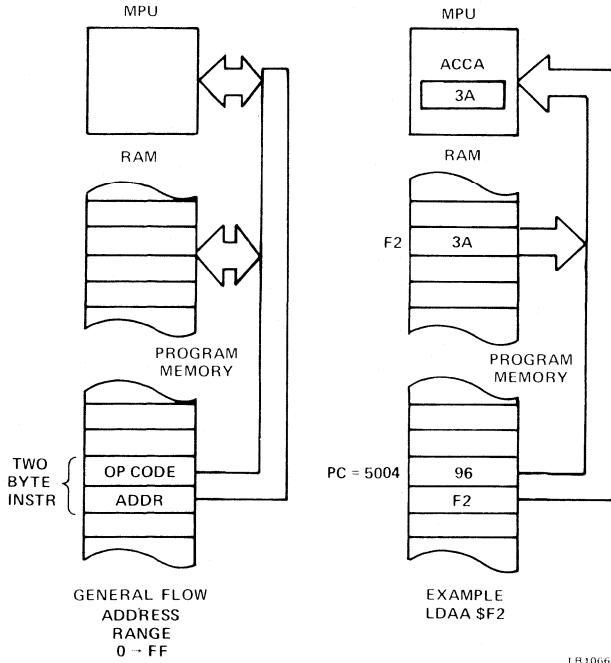 MPU
RAM
PROGRAM
MEMORY
TWO
BYTE
INSTR
OP CODE
ADDR
GENERAL FLOW
ADDRESS
RANGE
0 → FF
MPU
ACCA
3A
RAM
F2
3A
PROGRAM
MEMORY
PC = 5004
96
F2
EXAMPLE
LDAA $F2